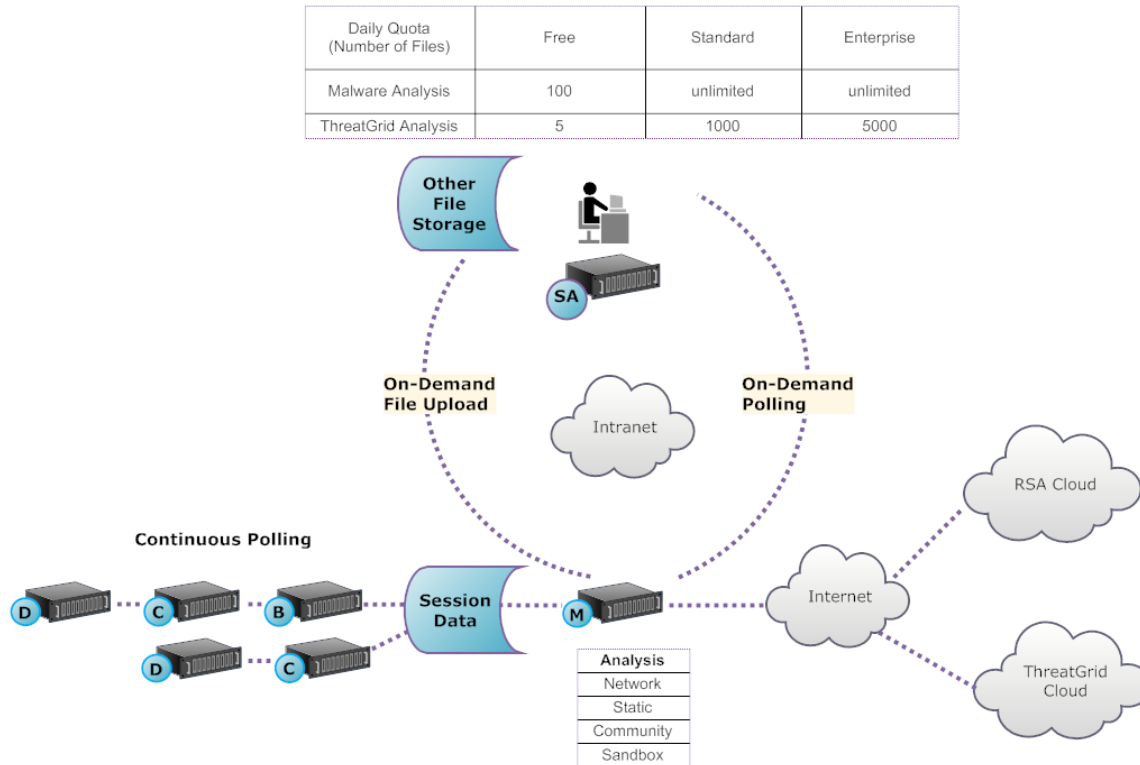 Daily Quota
(Number of Files)
Free
Standard
Enterprise
Malware Analysis
100
unlimited
unlimited
ThreatGrid Analysis
5
1000
5000
Other
File
Storage
SA
On-Demand
File Upload
On-Demand
Polling
Intranet
RSA Cloud
Continuous Polling
D
C
B
Session
Data
M
Internet
D
C
ThreatGrid
Cloud
Analysis
Network
Static
Community
Sandbox